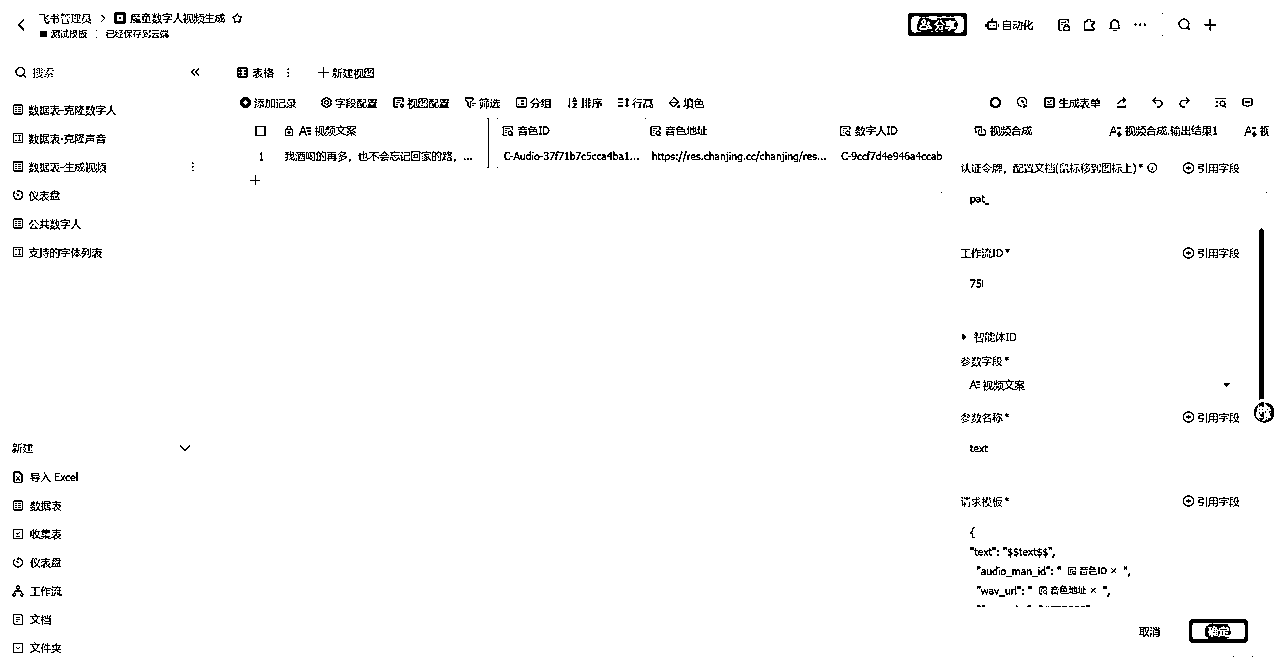 飞书管理员 > 魔童数字人视频生成
测试模板 | 已经保存到云端
分享 自动化
搜索
表格 新建视图
数据表-克隆数字人
数据表-克隆声音
数据表-生成视频
仪表盘
公共数字人
支持的字体列表
添加记录 字段配置 视图配置 筛选 分组 排序 行高 填色 生成表单
视频文案 音色ID 音色地址 数字人ID 视频合成 视频合成.输出结果1 视
1 我酒喝的再多，也不会忘记回家的路，... C-Audio-37f71b7c5cca4ba1... https://res.chanjing.cc/chanjing/res... C-9ccf7d4e946a4ccab
认证令牌，配置文档(鼠标移到图标上)* 引用字段
pat_
工作流ID* 引用字段
75
智能体ID
参数字段*
视频文案
参数名称* 引用字段
text
请求模板* 引用字段
{
"text": "$$text$$",
"audio_man_id": " 音色ID × ",
"wav_url": " 音色地址 × ",
新建
导入 Excel
数据表
收集表
仪表盘
工作流
文档
文件夹
取消 确定